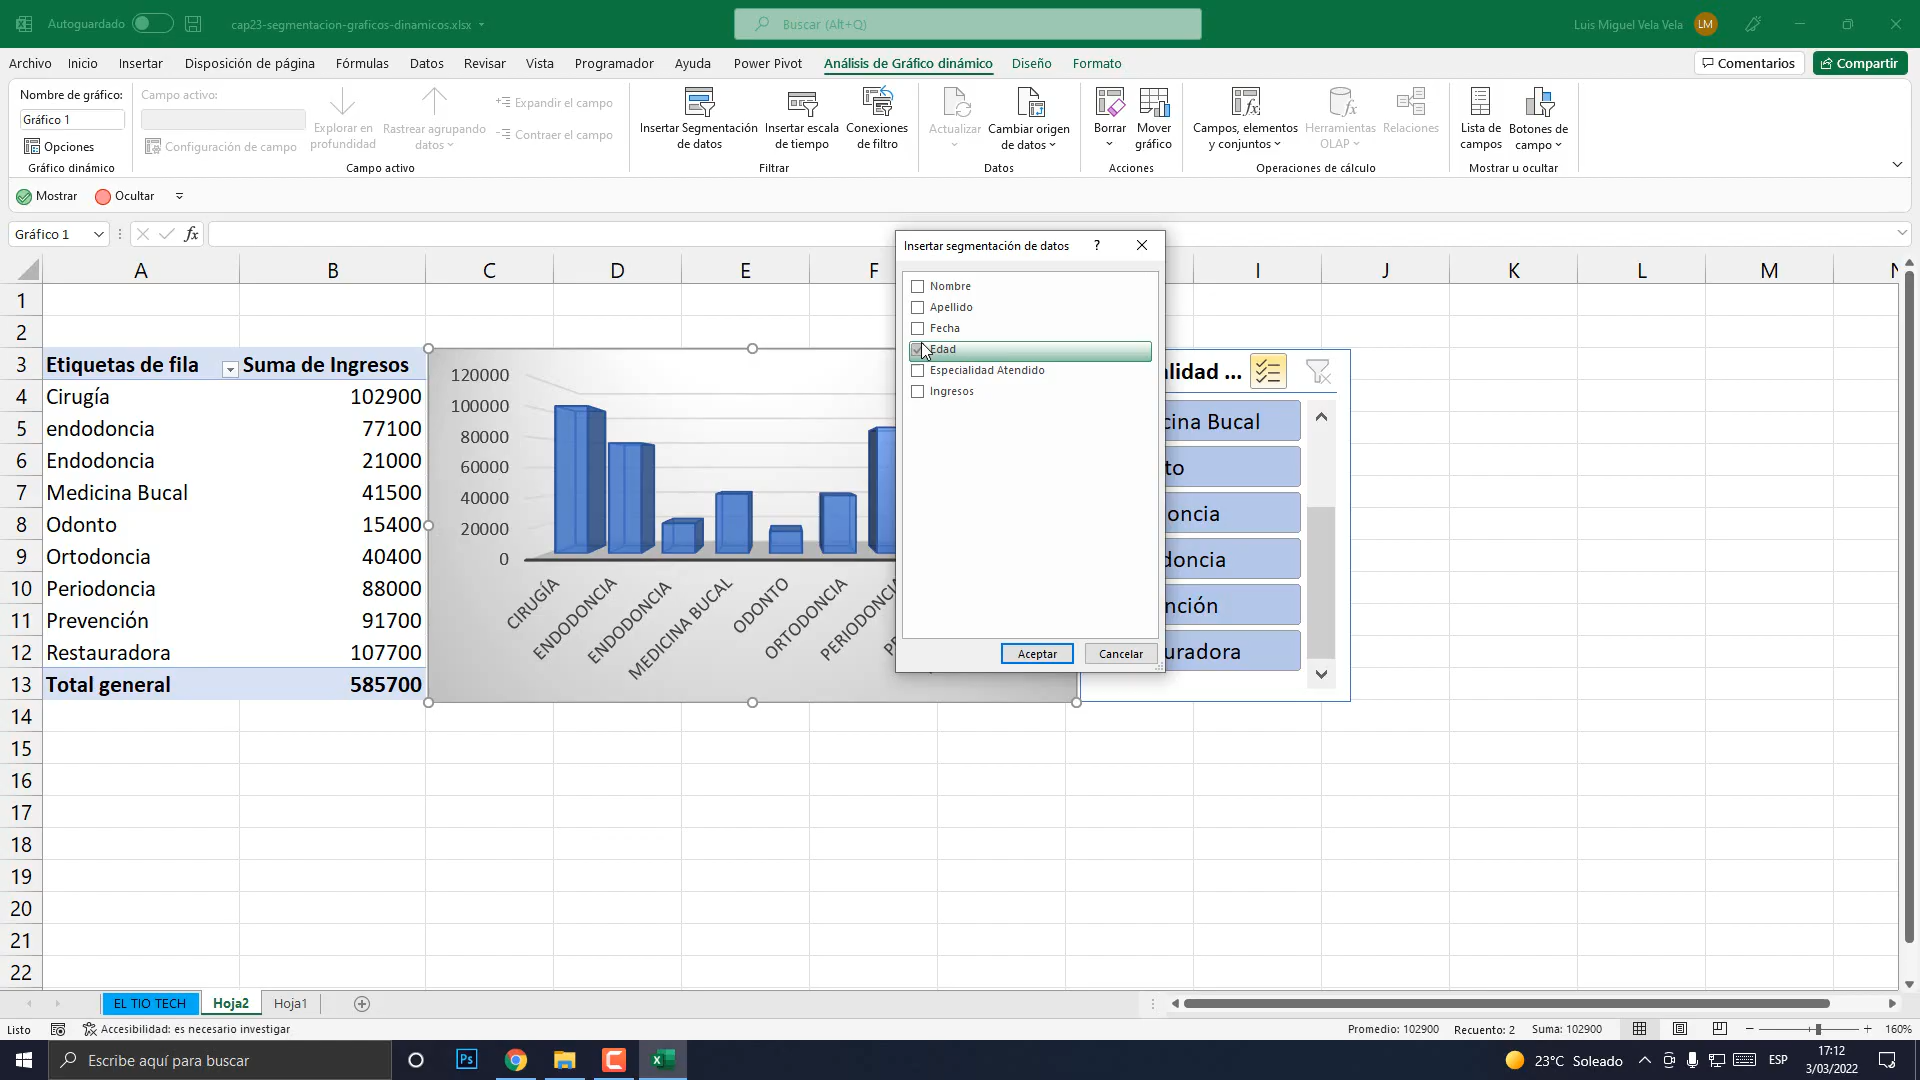 Autoguardado
cap23-segmentacion-graficos-dinamicos.xlsx
Buscar (Alt+Q)
Luis Miguel Vela Vela
LM
Archivo Inicio Insertar Disposición de página Fórmulas Datos Revisar Vista Programador Ayuda Power Pivot Análisis de Gráfico dinámico Diseño Formato
Comentarios
Compartir
Nombre de gráfico:
Gráfico 1
Opciones
Gráfico dinámico
Campo activo:
Configuración de campo
Explorar en
profundidad
Rastrear agrupando
datos
Expandir el campo
Contraer el campo
Campo activo
Insertar Segmentación
de datos
Insertar escala
de tiempo
Conexiones
de filtro
Filtrar
Actualizar
Cambiar origen
de datos
Datos
Borrar
Mover
gráfico
Acciones
Campos, elementos
y conjuntos
Herramientas
OLAP
Relaciones
Operaciones de cálculo
Lista de
campos
Botones de
campo
Mostrar u ocultar
Mostrar
Ocultar
Gráfico 1
fx
A B C D E F I J K L M N
1
2
3 Etiquetas de fila Suma de Ingresos
4 Cirugía 102900
5 endodoncia 77100
6 Endodoncia 21000
7 Medicina Bucal 41500
8 Odonto 15400
9 Ortodoncia 40400
10 Periodoncia 88000
11 Prevención 91700
12 Restauradora 107700
13 Total general 585700
14
15
16
17
18
19
20
21
22
120000
100000
80000
60000
40000
20000
0
CIRUGÍA
ENDODONCIA
ENDODONCIA
MEDICINA BUCAL
ODONTO
ORTODONCIA
PERIODONCIA
Insertar segmentación de datos ?
Nombre
Apellido
Fecha
Edad
Especialidad Atendido
Ingresos
Aceptar
Cancelar
lidad ...
cina Bucal
to
oncia
doncia
nción
uradora
EL TIO TECH
Hoja2
Hoja1
Listo
Accesibilidad: es necesario investigar
Promedio: 102900 Recuento: 2 Suma: 102900
160%
Escribe aquí para buscar
Ps
23°C Soleado
ESP
17:12
3/03/2022